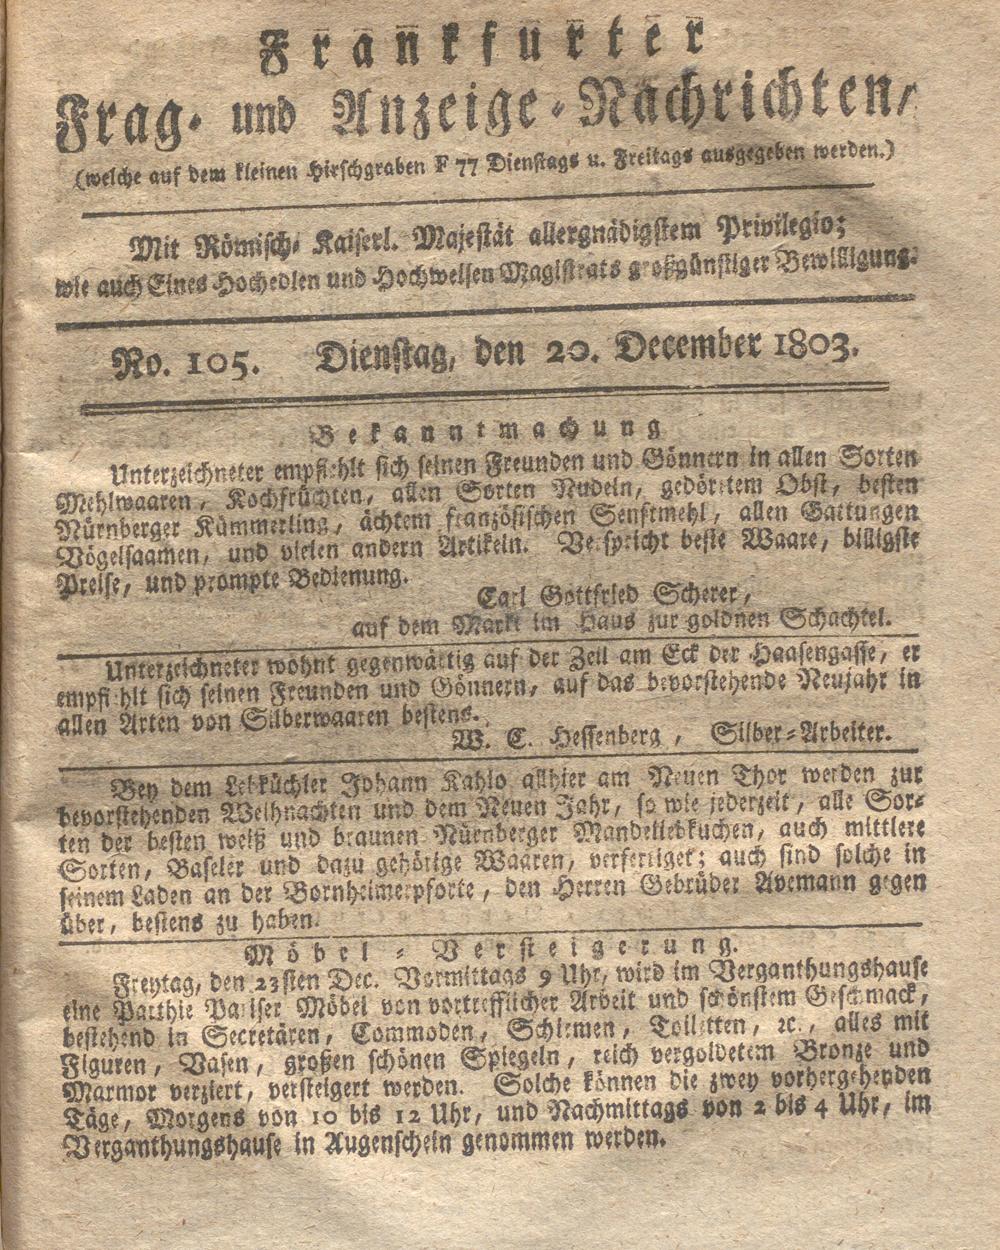 Frankfurter
Frag- und Anzeige-Nachrichten,
(welche auf dem kleinen Hirschgraben F 77 Dienstags u. Freitags ausgegeben werden.)
Mit Römisch- Kaiserl. Majestät allergnädigstem Privilegio;
wie auch Eines Hochedlen und Hochweisen Magistrats großgünstiger Bewilligung.
No. 105. Dienstag, den 20. December 1803.
Bekanntmachung
Unterzeichneter empfiehlt sich seinen Freunden und Gönnern in allen Sorten
Mehlwaaren, Kochfrüchten, allen Sorten Nudeln, gedörrtem Obst, besten
Nürnberger Kümmerling, ächtem französischen Senftmehl, allen Gattungen
Vögelsaamen, und vielen andern Artikeln. Verspricht beste Waare, billigste
Preise, und prompte Bedienung.
Carl Gottfried Scherer,
auf dem Markt im Haus zur goldnen Schachtel.
Unterzeichneter wohnt gegenwärtig auf der Zeil am Eck der Haasengasse, er
empfiehlt sich seinen Freunden und Gönnern, auf das bevorstehende Neujahr in
allen Arten von Silberwaaren bestens.
W. C. Hessenberg, Silber-Arbeiter.
Bey dem Lebküchler Johann Kahlo allhier am Neuen Thor werden zur
bevorstehenden Weihnachten und dem Neuen Jahr, so wie jederzeit, alle Sor-
ten der besten weiß und braunen Nürnberger Mandellebkuchen, auch mittlere
Sorten, Baseler und dazu gehörige Waaren, verfertiget; auch sind solche in
seinem Laden an der Bornheimerpforte, den Herren Gebrüder Avemann gegen
über, bestens zu haben.
Möbel-Versteigerung.
Freytag, den 23sten Dec. Vormittags 9 Uhr, wird im Verganthungshause
eine Parthie Pariser Möbel von vortrefflicher Arbeit und schönstem Geschmack,
bestehend in Secretären, Commoden, Schirmen, Toiletten, ꝛc., alles mit
Figuren, Vasen, großen schönen Spiegeln, reich vergoldetem Bronze und
Marmor verziert, versteigert werden. Solche können die zwey vorhergehenden
Täge, Morgens von 10 bis 12 Uhr, und Nachmittags von 2 bis 4 Uhr, im
Verganthungshause in Augenschein genommen werden.